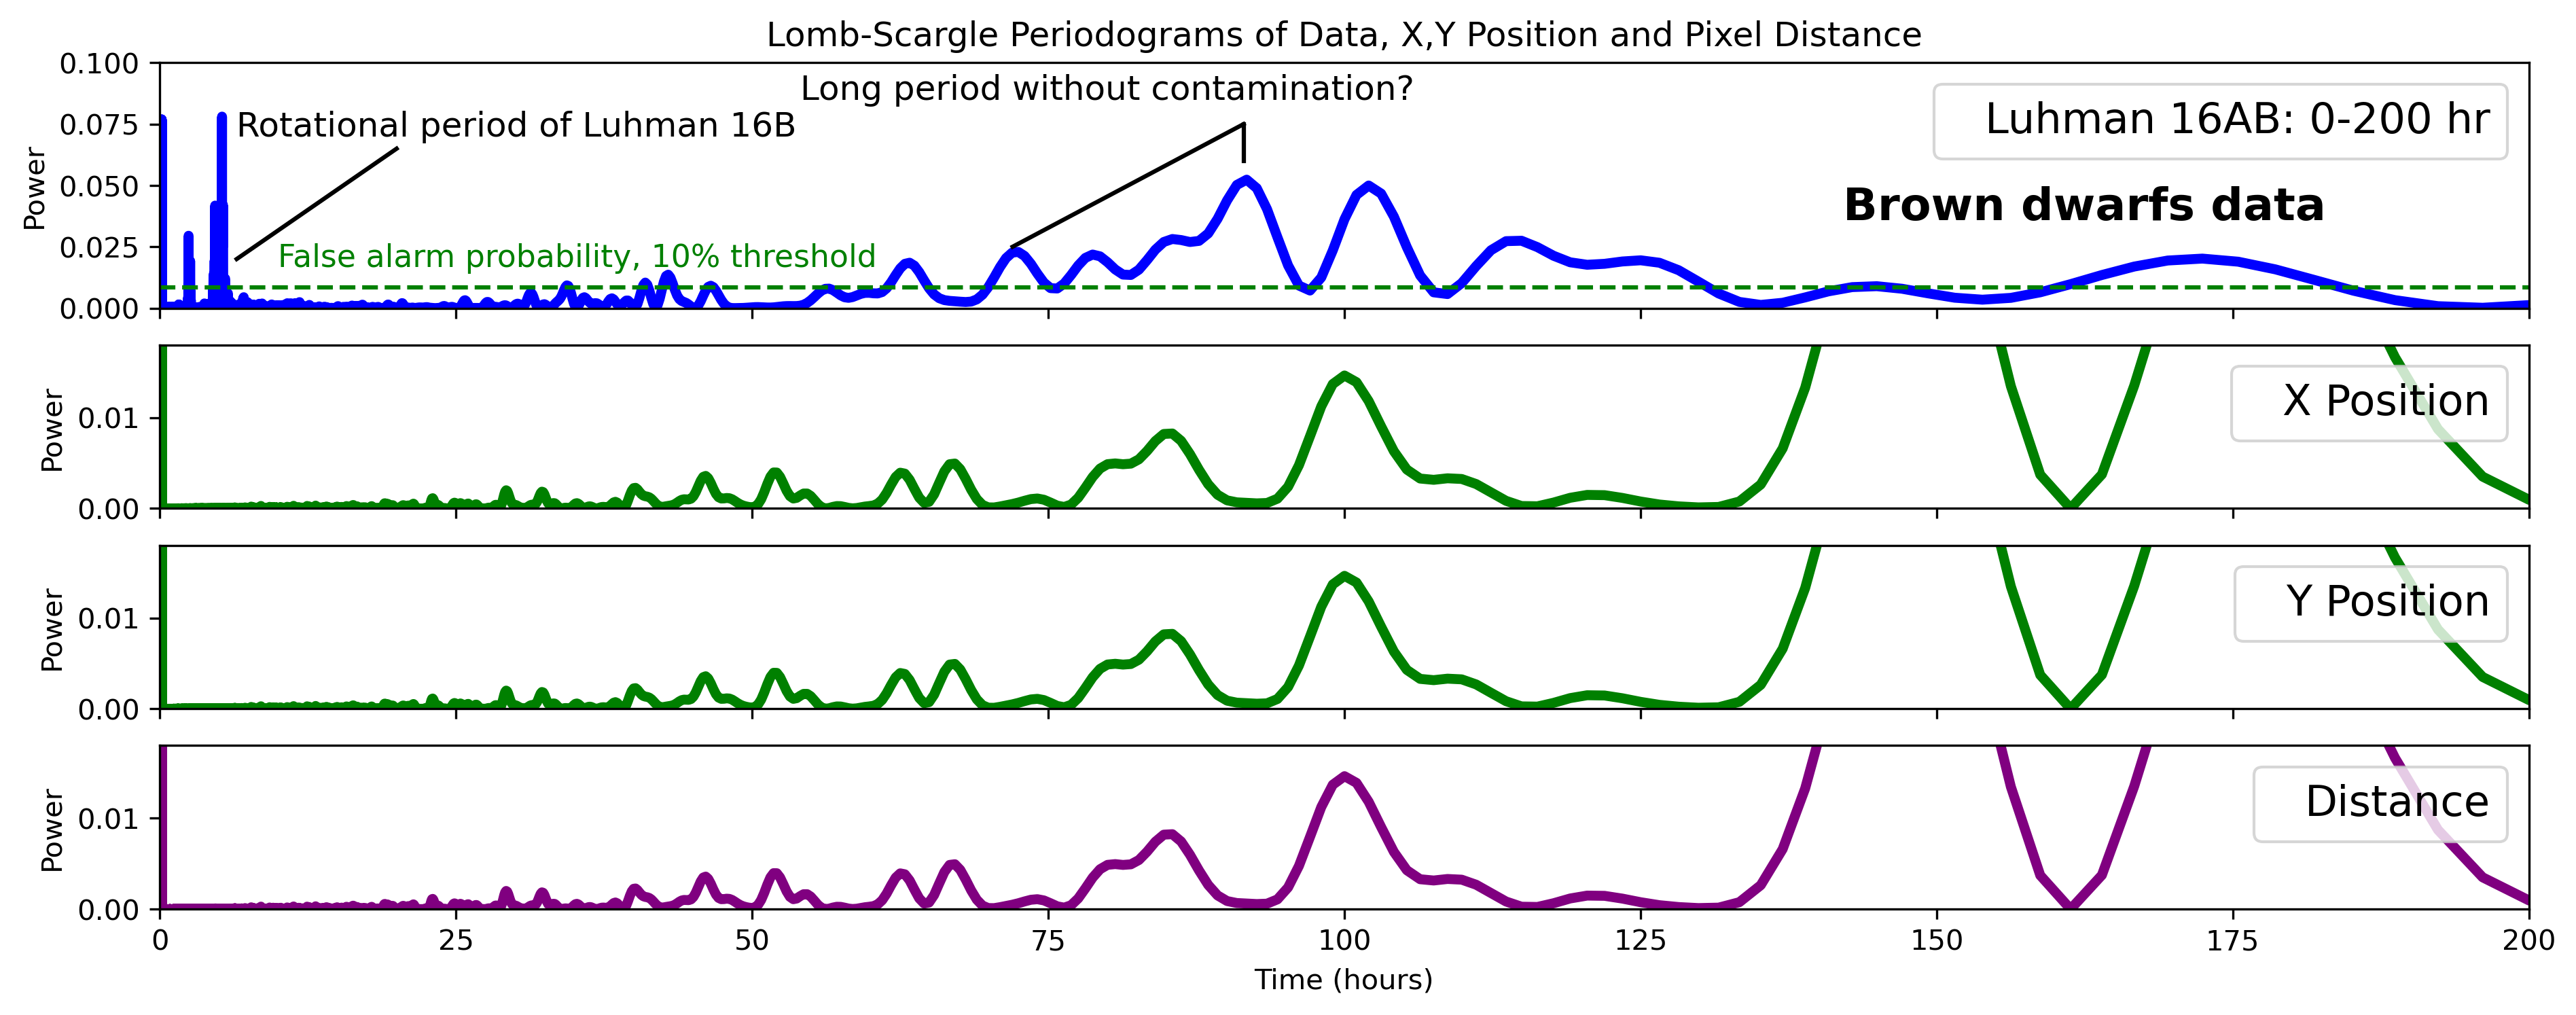 Lomb-Scargle Periodograms of Data, X,Y Position and Pixel Distance
0.100
0.075
0.050
0.025
0.000
Power
Long period without contamination?
Rotational period of Luhman 16B
Luhman 16AB: 0-200 hr
Brown dwarfs data
False alarm probability, 10% threshold
0.01
0.00
Power
X Position
0.01
0.00
Power
Y Position
0.01
0.00
Power
Distance
0 25 50 75 100 125 150 175 200
Time (hours)